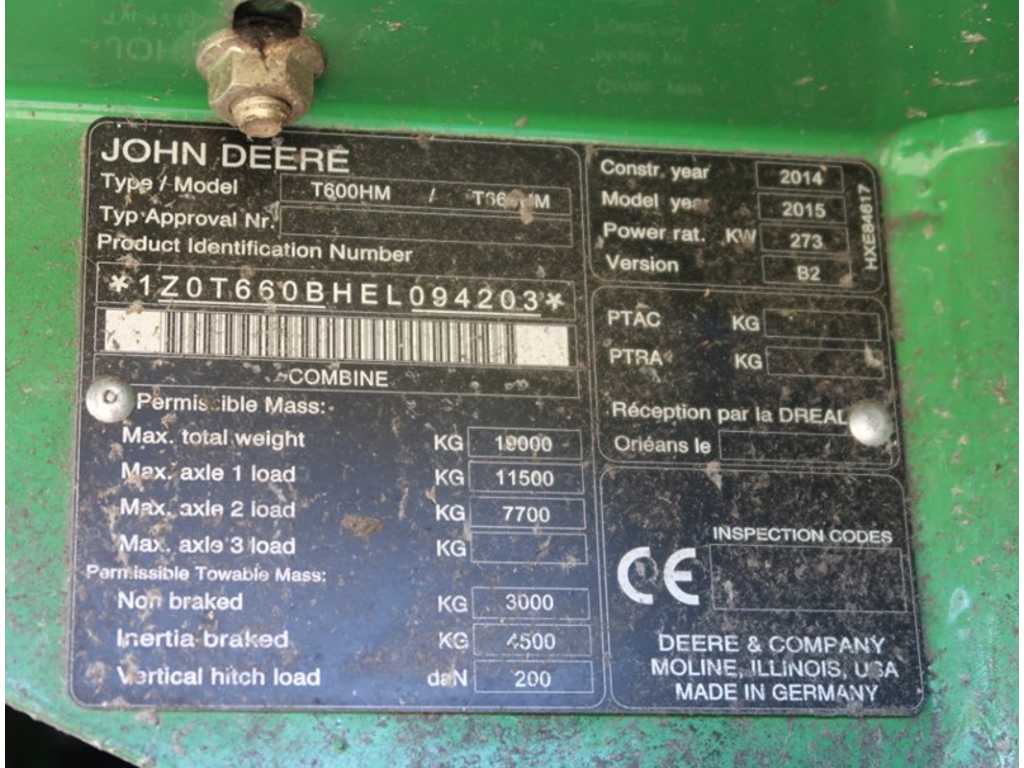 JOHN DEERE
Type / Model T600HM / T660HM
Typ Approval Nr.
Product Identification Number
*1Z0T660BHEL094203*
COMBINE
Permissible Mass:
Max. total weight KG 19000
Max. axle 1 load KG 11500
Max. axle 2 load KG 7700
Max. axle 3 load KG
Permissible Towable Mass:
Non braked KG 3000
Inertia braked KG 4500
Vertical hitch load daN 200
Constr. year 2014
Model year 2015
Power rat. KW 273
Version B2
HXE84617
PTAC KG
PTRA KG
Réception par la DREAL
Orléans le
INSPECTION CODES
CE
DEERE & COMPANY
MOLINE, ILLINOIS, USA
MADE IN GERMANY